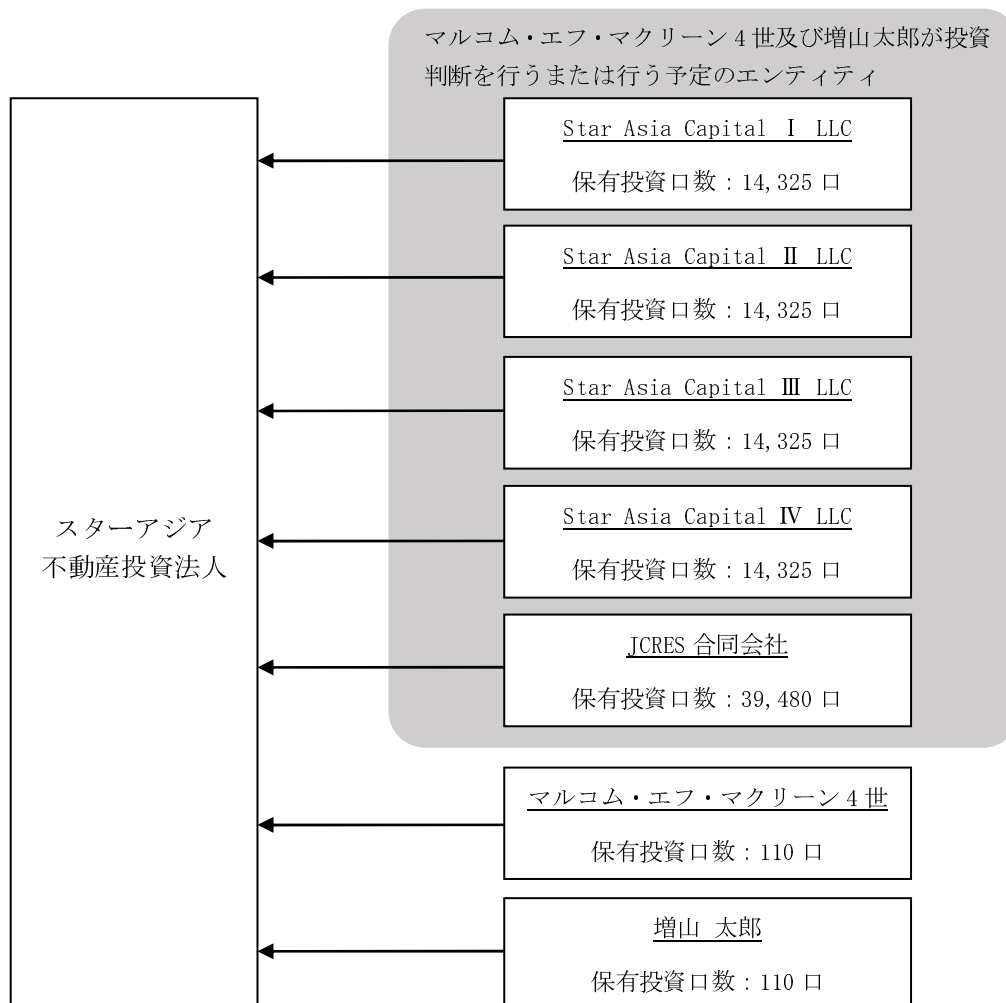 マルコム・エフ・マクリーン 4 世及び増山太郎が投資
判断を行うまたは行う予定のエンティティ
Star Asia Capital Ⅰ LLC
保有投資口数：14,325 口
Star Asia Capital Ⅱ LLC
保有投資口数：14,325 口
Star Asia Capital Ⅲ LLC
保有投資口数：14,325 口
Star Asia Capital Ⅳ LLC
保有投資口数：14,325 口
スターアジア
不動産投資法人
JCRES 合同会社
保有投資口数：39,480 口
マルコム・エフ・マクリーン 4 世
保有投資口数：110 口
増山 太郎
保有投資口数：110 口